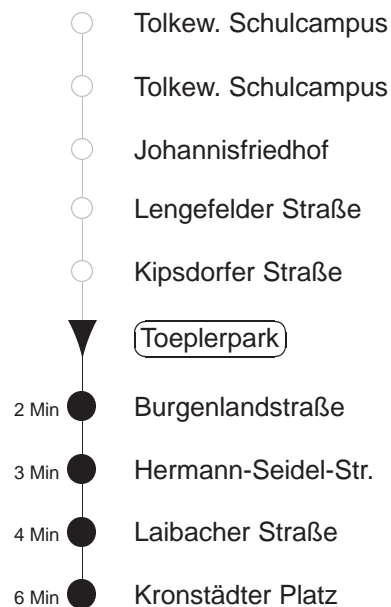 Tolkew. Schulcampus
Tolkew. Schulcampus
Johannisfriedhof
Lengefelder Straße
Kipsdorfer Straße
Toeplerpark
2 Min Burgenlandstraße
3 Min Hermann-Seidel-Str.
4 Min Laibacher Straße
6 Min Kronstädter Platz